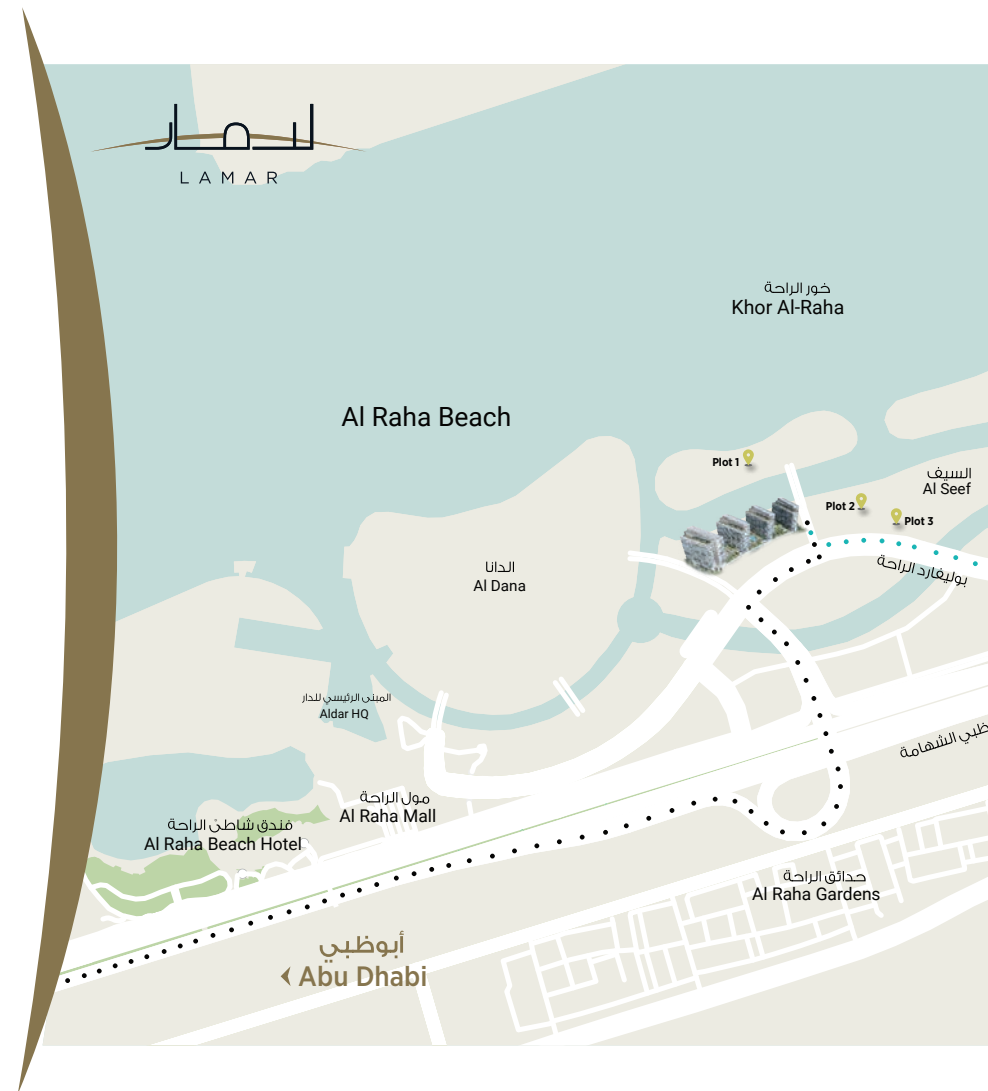 لامار
LAMAR
خور الراحة
Khor Al-Raha
Al Raha Beach
Plot 1
السيف
Al Seef
Plot 2
Plot 3
بوليفارد الراحة
الدانا
Al Dana
المبنى الرئيسي للدار
Aldar HQ
ظبي الشهامة
مول الراحة
Al Raha Mall
فندق شاطئ الراحة
Al Raha Beach Hotel
حدائق الراحة
Al Raha Gardens
أبوظبي
Abu Dhabi